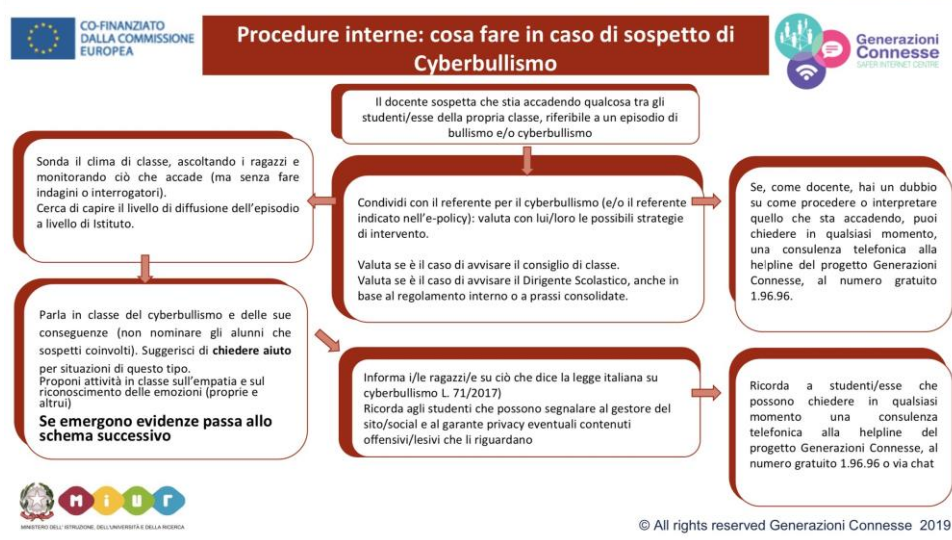 CO-FINANZIATO
DALLA COMMISSIONE
EUROPEA
Procedure interne: cosa fare in caso di sospetto di
Cyberbullismo
Generazioni
Connesse
SAFER INTERNET CENTRE
Il docente sospetta che stia accadendo qualcosa tra gli
studenti/esse della propria classe, riferibile a un episodio di
bullismo e/o cyberbullismo
Sonda il clima di classe, ascoltando i ragazzi e
monitorando ciò che accade (ma senza fare
indagini o interrogatori).
Cerca di capire il livello di diffusione dell'episodio
a livello di Istituto.
Condividi con il referente per il cyberbullismo (e/o il referente
indicato nell'e-policy): valuta con lui/loro le possibili strategie
di intervento.
Valuta se è il caso di avvisare il consiglio di classe.
Valuta se è il caso di avvisare il Dirigente Scolastico, anche in
base al regolamento interno o a prassi consolidate.
Se, come docente, hai un dubbio
su come procedere o interpretare
quello che sta accadendo, puoi
chiedere in qualsiasi momento,
una consulenza telefonica alla
helpline del progetto Generazioni
Connesse, al numero gratuito
1.96.96.
Parla in classe del cyberbullismo e delle sue
conseguenze (non nominare gli alunni che
sospetti coinvolti). Suggerisci di chiedere aiuto
per situazioni di questo tipo.
Proponi attività in classe sull'empatia e sul
riconoscimento delle emozioni (proprie e
altrui)
Se emergono evidenze passa allo
schema successivo
Informa i/le ragazzi/e su ciò che dice la legge italiana su
cyberbullismo L. 71/2017)
Ricorda agli studenti che possono segnalare al gestore del
sito/social e al garante privacy eventuali contenuti
offensivi/lesivi che li riguardano
Ricorda a studenti/esse che
possono chiedere in qualsiasi
momento una consulenza
telefonica alla helpline del
progetto Generazioni Connesse, al
numero gratuito 1.96.96 o via chat
miur
MINISTERO DELL'ISTRUZIONE, DELL'UNIVERSITÀ E DELLA RICERCA
© All rights reserved Generazioni Connesse 2019